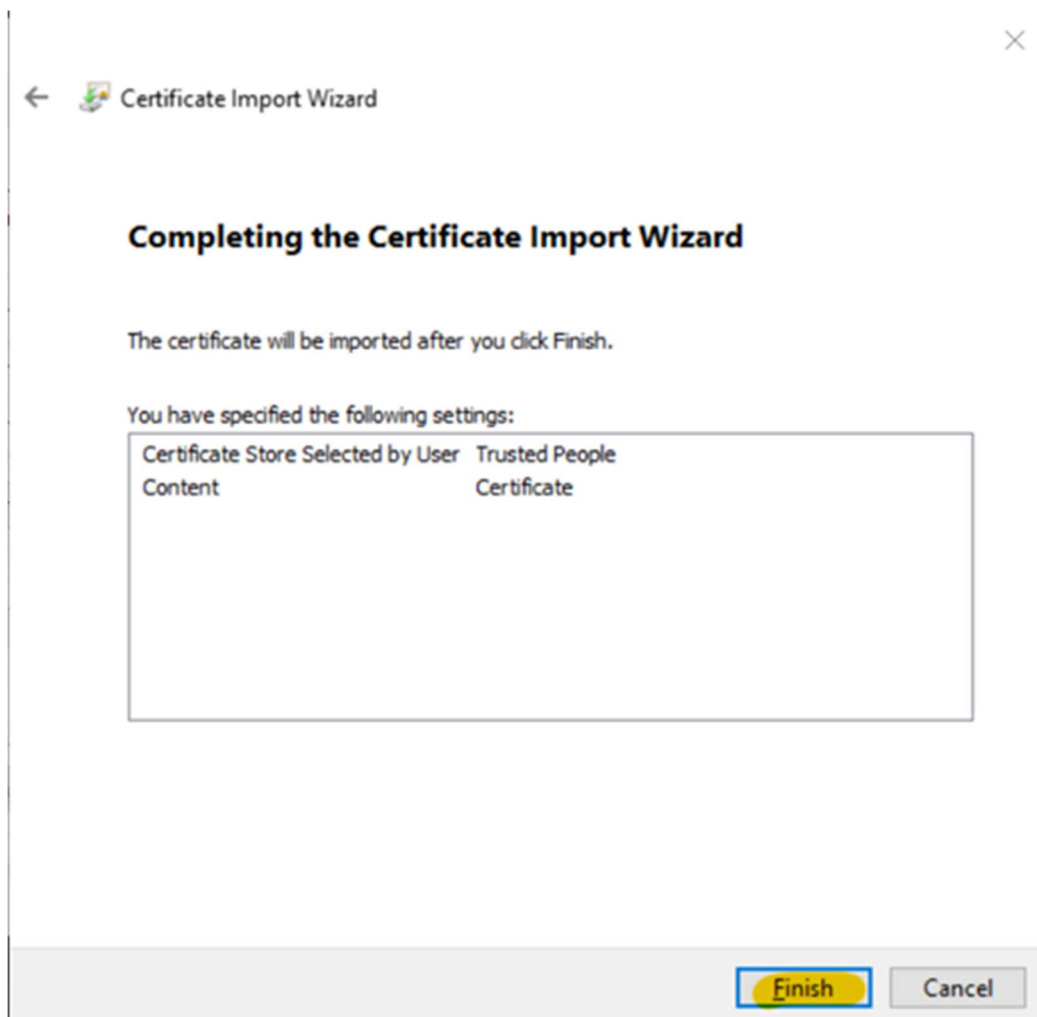 Certificate Import Wizard
Completing the Certificate Import Wizard
The certificate will be imported after you click Finish.
You have specified the following settings:
Certificate Store Selected by User Trusted People
Content Certificate
Finish Cancel